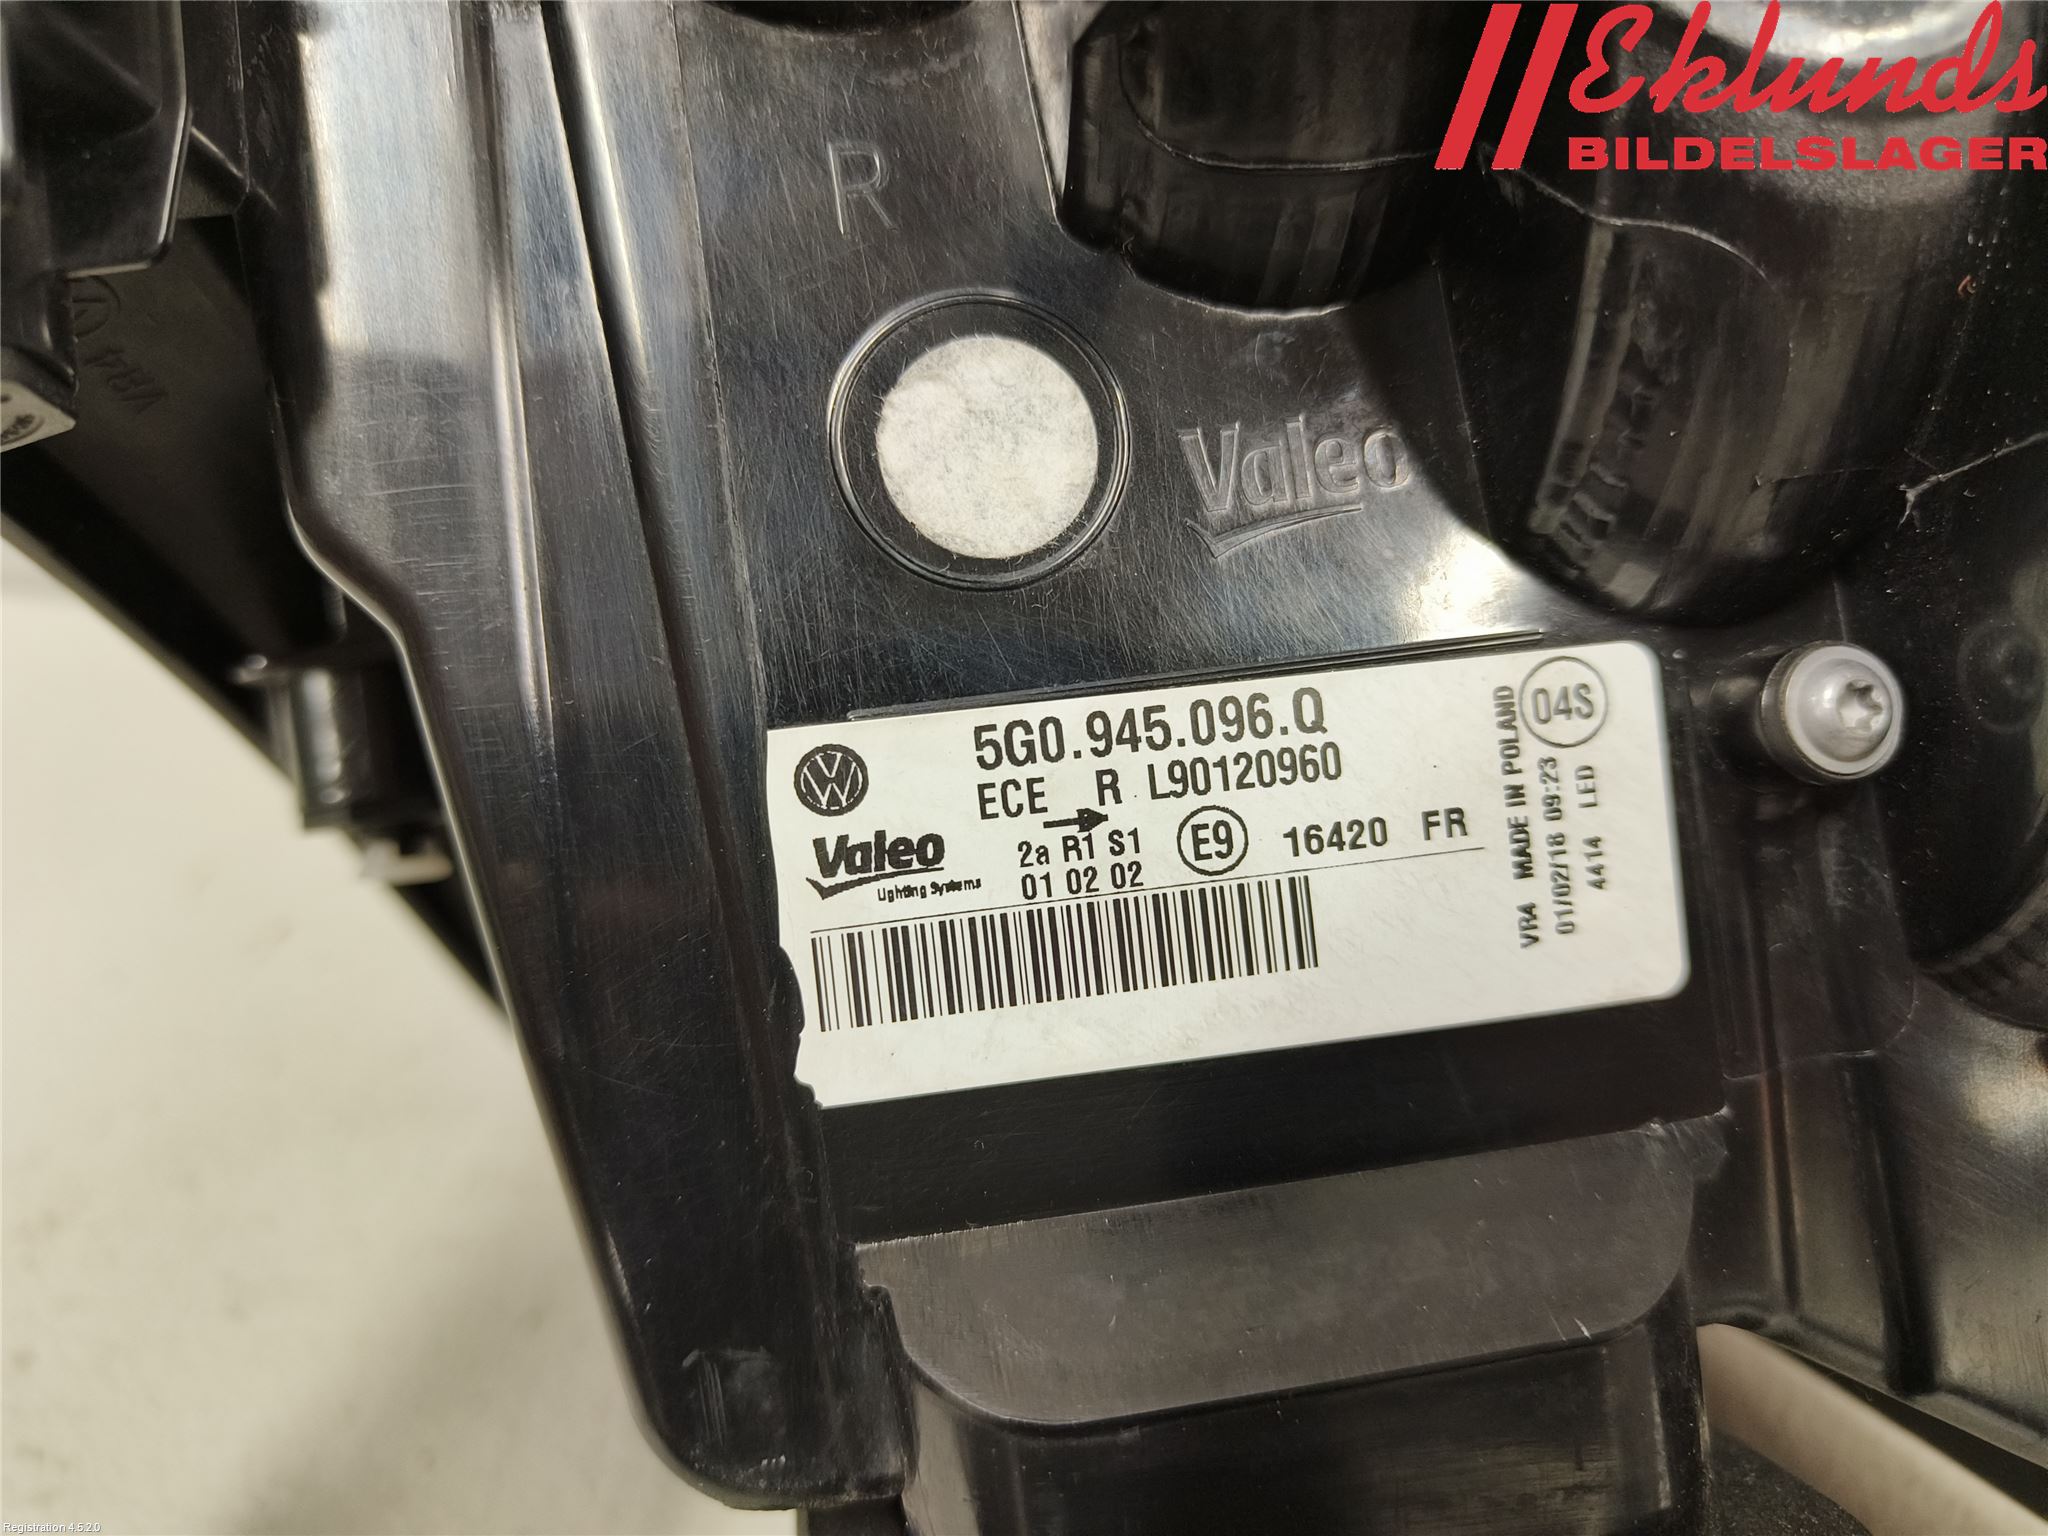 Eklunds
BILDELSLAGER
R
Valeo
VR4
5G0.945.096.Q
ECE R L90120960
Valeo
Lighting Systems
2a R1 S1
01 02 02
E9
16420 FR
04S
VR4 MADE IN POLAND
01/02/18 09:23
4414 LED
Registration 4.5.2.0